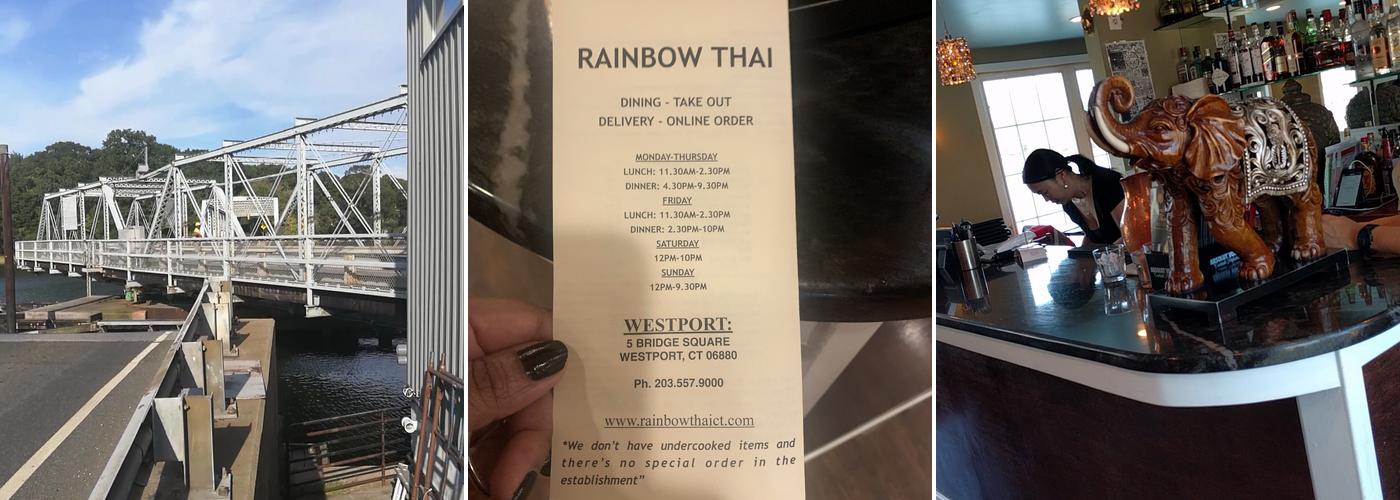 RAINBOW THAI
DINING - TAKE OUT
DELIVERY - ONLINE ORDER
MONDAY-THURSDAY
LUNCH: 11.30AM-2.30PM
DINNER: 4.30PM-9.30PM
FRIDAY
LUNCH: 11.30AM-2.30PM
DINNER: 2.30PM-10PM
SATURDAY
12PM-10PM
SUNDAY
12PM-9.30PM
WESTPORT:
5 BRIDGE SQUARE
WESTPORT, CT 06880
Ph. 203.557.9000
www.rainbowthaict.com
*We don't have undercooked items and
there's no special order in the
establishment"